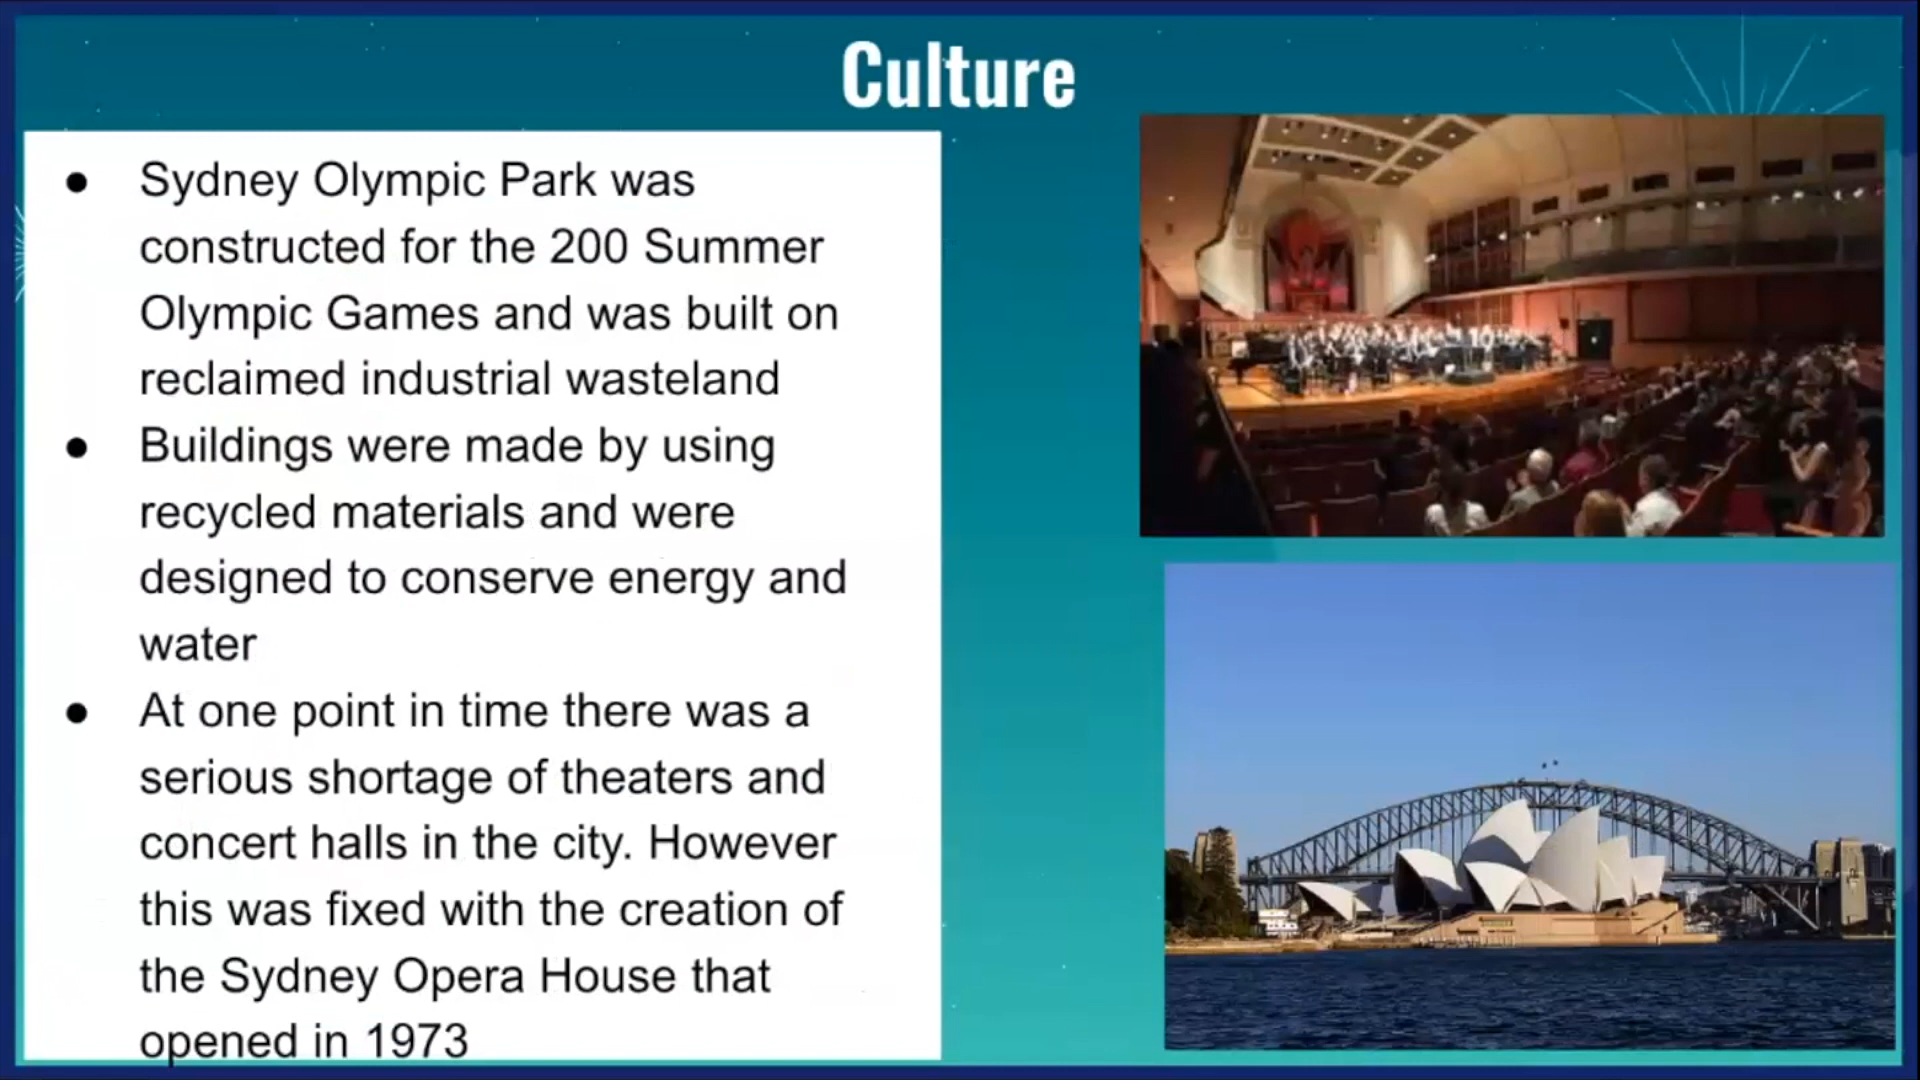 Culture
● Sydney Olympic Park was
constructed for the 200 Summer
Olympic Games and was built on
reclaimed industrial wasteland
● Buildings were made by using
recycled materials and were
designed to conserve energy and
water
● At one point in time there was a
serious shortage of theaters and
concert halls in the city. However
this was fixed with the creation of
the Sydney Opera House that
opened in 1973